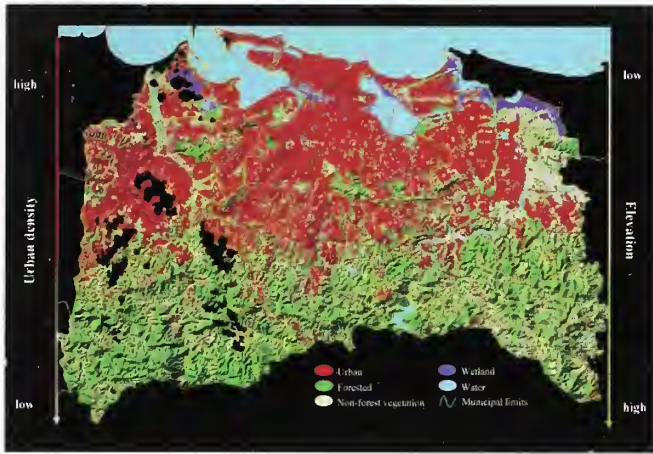 high
low
Urban density
Elevation
low
high
Urban
Forested
Non-forest vegetation
Wetland
Water
Municipal limits